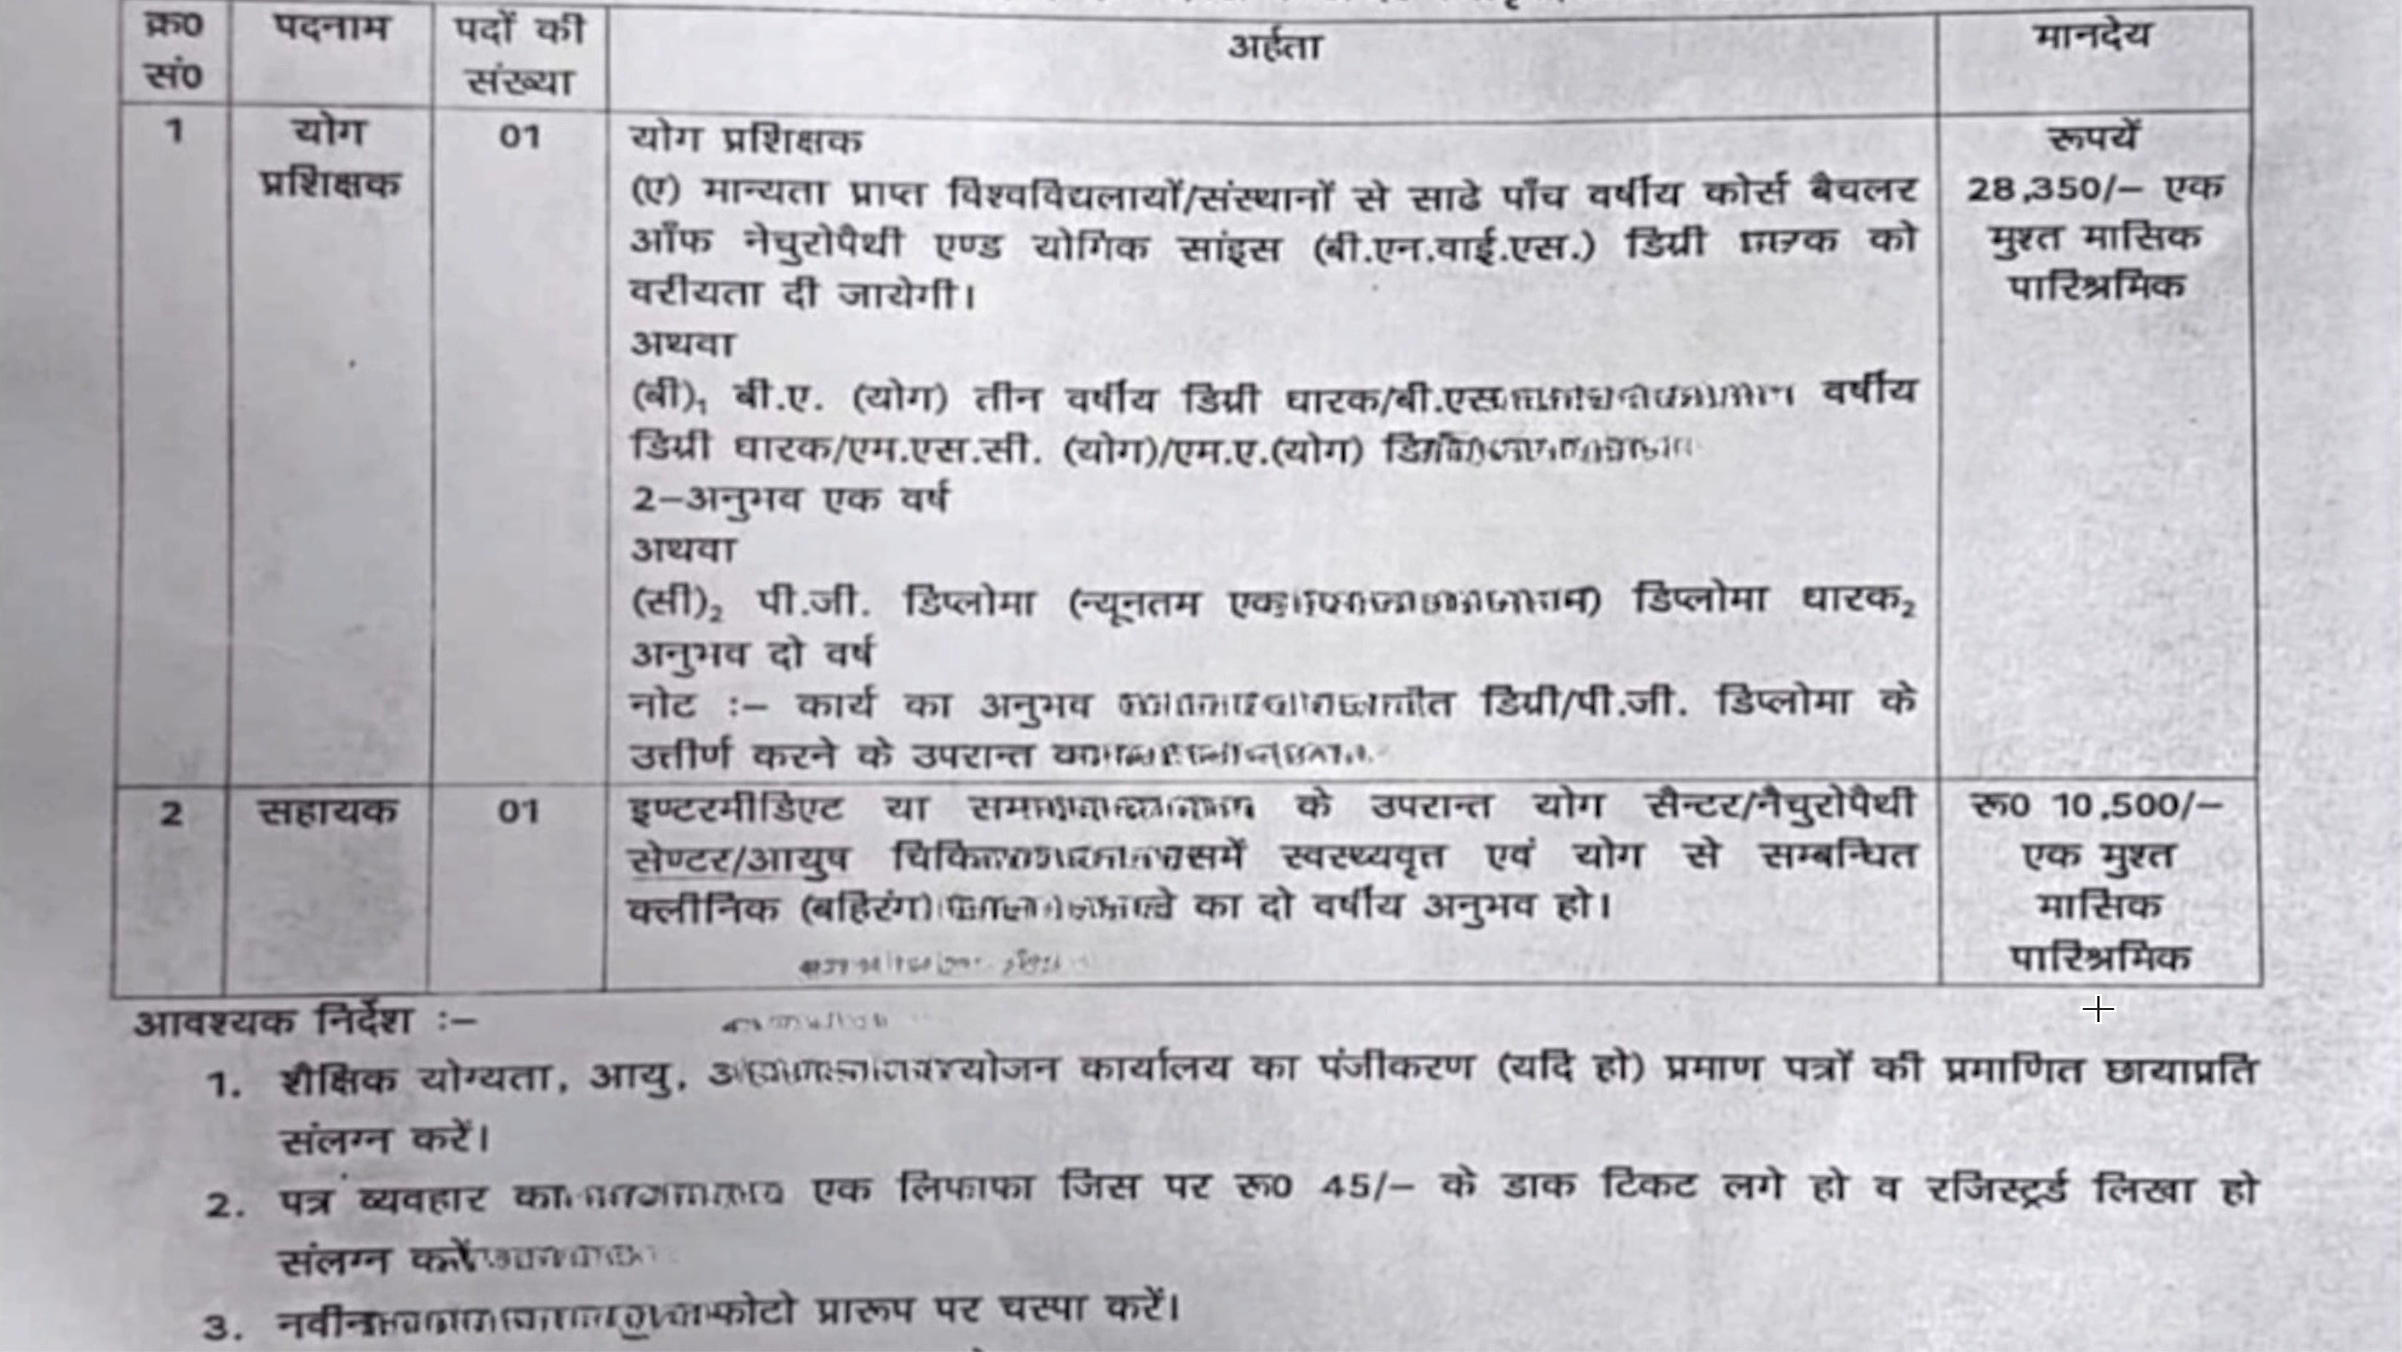 क्र0 पदनाम पदों की अर्हता मानदेय
सं0 संख्या
1 योग 01 योग प्रशिक्षक रूपयें
प्रशिक्षक (ए) मान्यता प्राप्त विश्वविद्यलायों/संस्थानों से साढे पाँच वर्षीय कोर्स बैचलर 28,350/– एक
ऑफ नेचुरोपैथी एण्ड योगिक सांइस (बी.एन.वाई.एस.) डिग्री को मुश्त मासिक
वरीयता दी जायेगी। पारिश्रमिक
अथवा
(बी)1 बी.ए. (योग) तीन वर्षीय डिग्री धारक/बी.एस वर्षीय
डिग्री धारक/एम.एस.सी. (योग)/एम.ए.(योग)
2–अनुभव एक वर्ष
अथवा
(सी)2 पी.जी. डिप्लोमा (न्यूनतम डिप्लोमा धारक2
अनुभव दो वर्ष
नोट :– कार्य का अनुभव डिग्री/पी.जी. डिप्लोमा के
उत्तीर्ण करने के उपरान्त
2 सहायक 01 इण्टरमीडिएट या के उपरान्त योग सैन्टर/नैचुरोपैथी रू0 10,500/–
सेण्टर/आयुष स्वस्थ्यवृत्त एवं योग से सम्बन्धित एक मुश्त
क्लीनिक (बहिरंग) का दो वर्षीय अनुभव हो। मासिक
पारिश्रमिक
आवश्यक निर्देश :–
1. शैक्षिक योग्यता, आयु, कार्यालय का पंजीकरण (यदि हो) प्रमाण पत्रों की प्रमाणित छायाप्रति
संलग्न करें।
2. पत्र व्यवहार एक लिफाफा जिस पर रू0 45/– के डाक टिकट लगे हो व रजिस्ट्रर्ड लिखा हो
संलग्न
3. फोटो प्रारूप पर चस्पा करें।